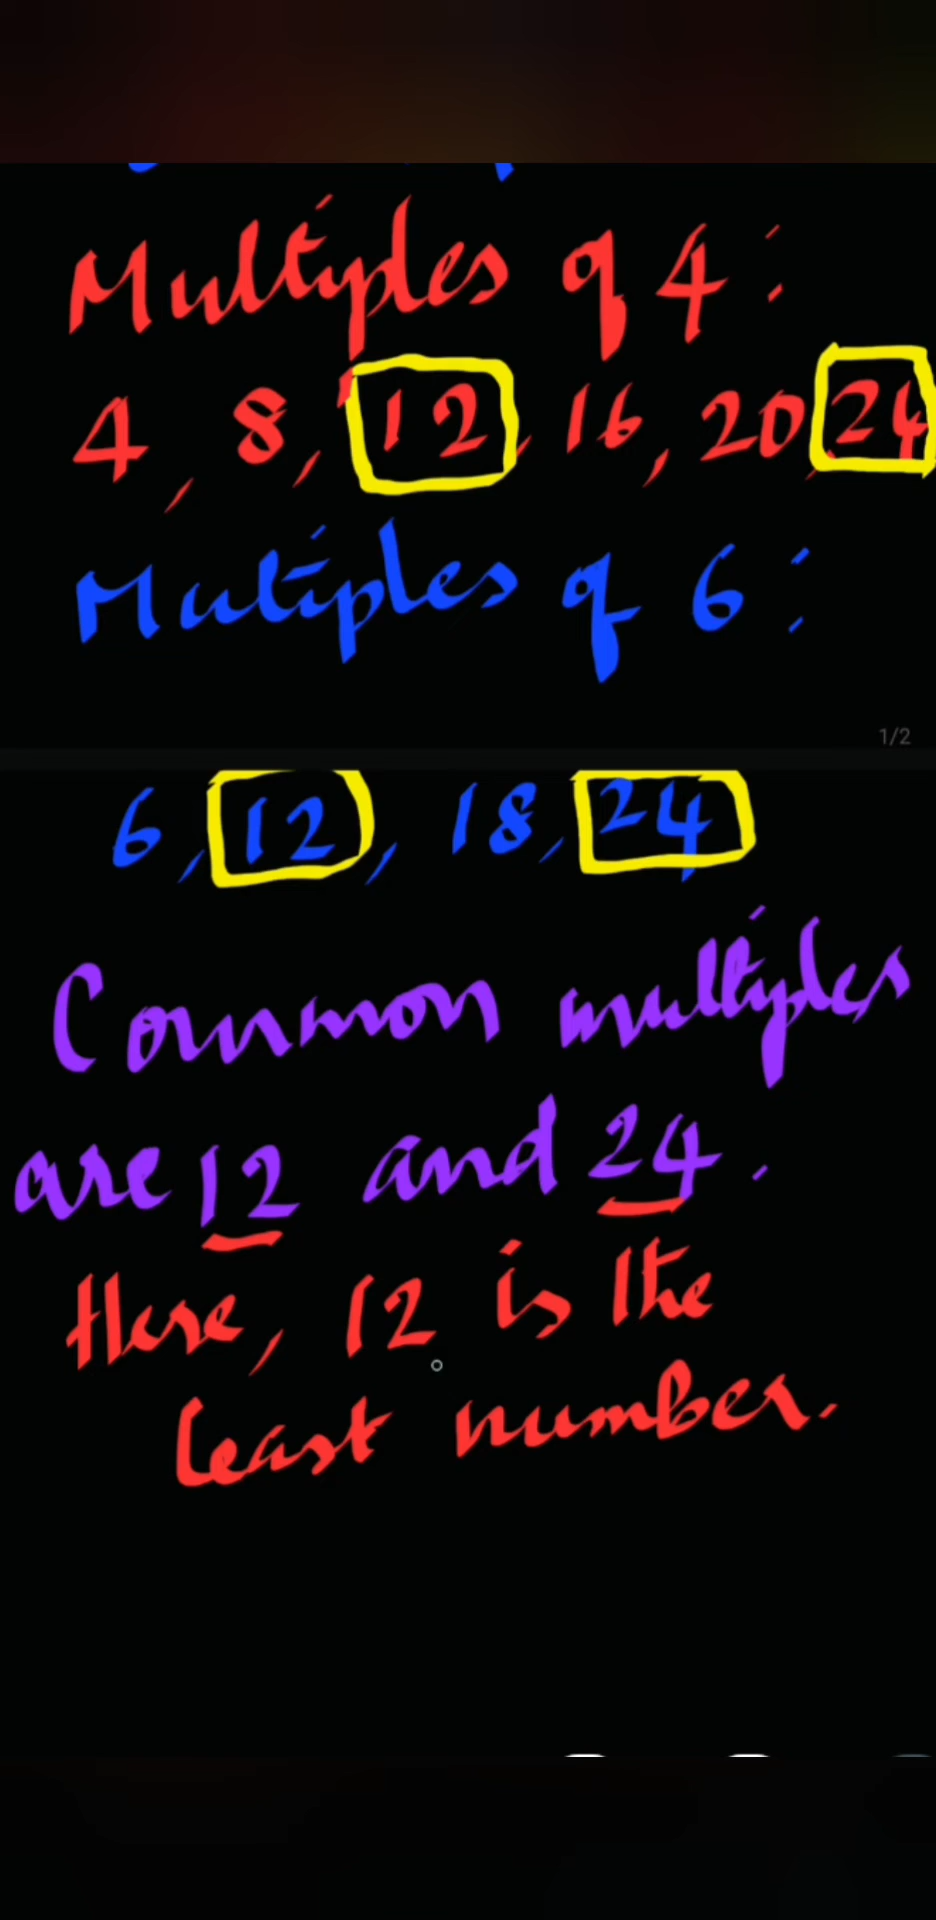 Multiples of 4:
4, 8, 12, 16, 20, 24
Mutiples of 6:
1/2
6, 12, 18, 24
Common multiples
are 12 and 24.
Here, 12 is the
least number.